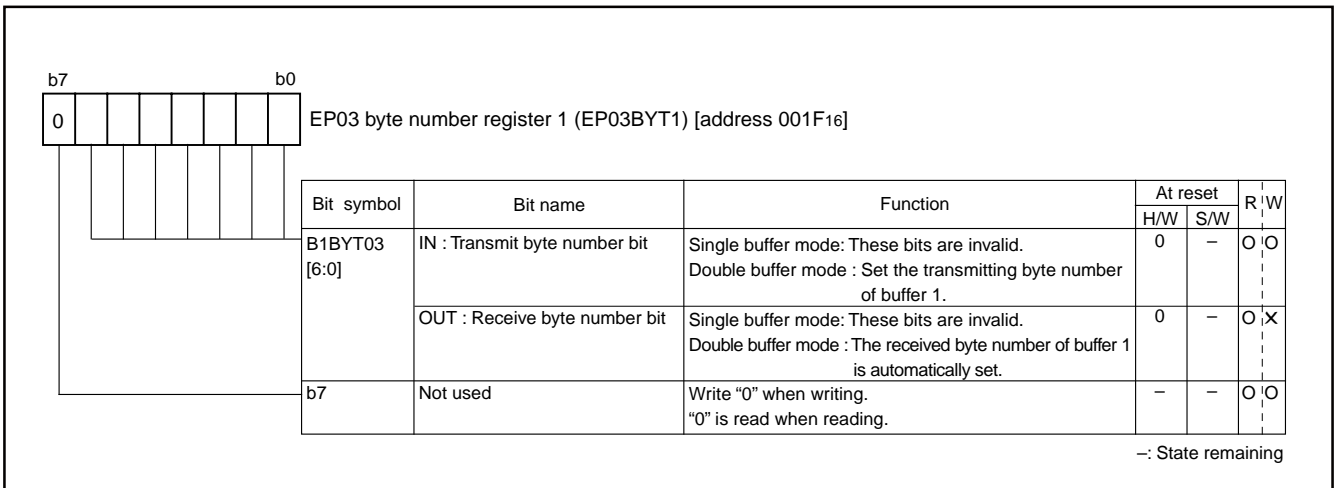 b7 b0
0 EP03 byte number register 1 (EP03BYT1) [address 001F16]
Bit symbol Bit name Function At reset R W
H/W S/W
B1BYT03 IN : Transmit byte number bit Single buffer mode: These bits are invalid. 0 – O O
[6:0] Double buffer mode : Set the transmitting byte number
of buffer 1.
OUT : Receive byte number bit Single buffer mode: These bits are invalid. 0 – O X
Double buffer mode : The received byte number of buffer 1
is automatically set.
b7 Not used Write “0” when writing. – – O O
“0” is read when reading.
–: State remaining